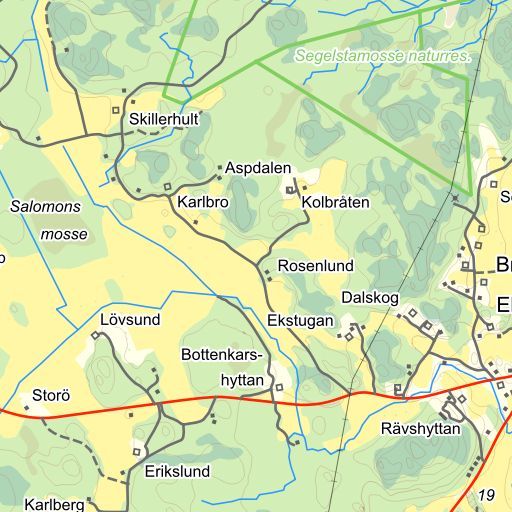 Segelstamosse naturres.
Skillerhult
Aspdalen
Karlbro
Kolbråten
Salomons
mosse
Rosenlund
Dalskog
Lövsund
Ekstugan
Bottenkars-
hyttan
Storö
Rävshyttan
Erikslund
19
Karlberg